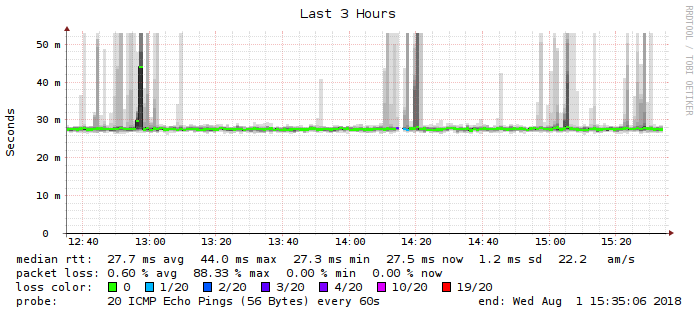 Last 3 Hours
RRDTOOL / TOBI OETIKER
Seconds
50 m
40 m
30 m
20 m
10 m
0
12:40 13:00 13:20 13:40 14:00 14:20 14:40 15:00 15:20
median rtt: 27.7 ms avg 44.0 ms max 27.3 ms min 27.5 ms now 1.2 ms sd 22.2 am/s
packet loss: 0.60 % avg 88.33 % max 0.00 % min 0.00 % now
loss color: 0 1/20 2/20 3/20 4/20 10/20 19/20
probe: 20 ICMP Echo Pings (56 Bytes) every 60s end: Wed Aug 1 15:35:06 2018